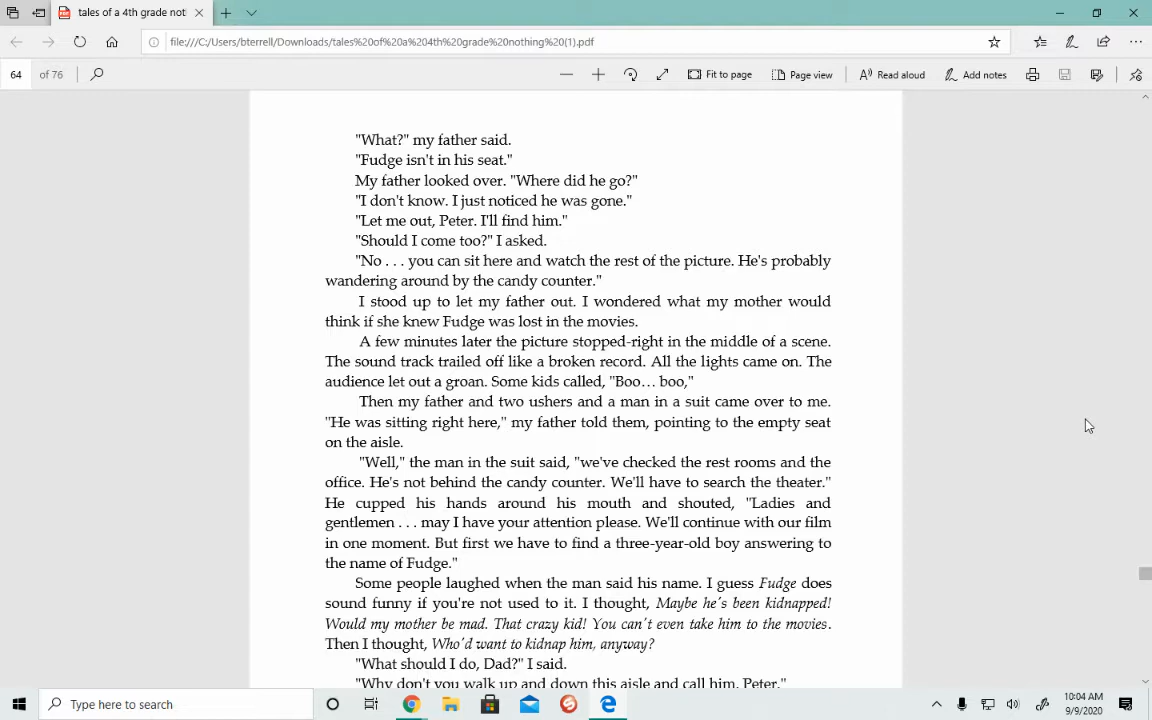 tales of a 4th grade not
file:///C:/Users/bterrell/Downloads/tales%20of%20a%204th%20grade%20nothing%20(1).pdf
64 of 76 Fit to page Page view Read aloud Add notes
"What?" my father said.
"Fudge isn't in his seat."
My father looked over. "Where did he go?"
"I don't know. I just noticed he was gone."
"Let me out, Peter. I'll find him."
"Should I come too?" I asked.
"No . . . you can sit here and watch the rest of the picture. He's probably
wandering around by the candy counter."
I stood up to let my father out. I wondered what my mother would
think if she knew Fudge was lost in the movies.
A few minutes later the picture stopped-right in the middle of a scene.
The sound track trailed off like a broken record. All the lights came on. The
audience let out a groan. Some kids called, "Boo... boo,"
Then my father and two ushers and a man in a suit came over to me.
"He was sitting right here," my father told them, pointing to the empty seat
on the aisle.
"Well," the man in the suit said, "we've checked the rest rooms and the
office. He's not behind the candy counter. We'll have to search the theater."
He cupped his hands around his mouth and shouted, "Ladies and
gentlemen . . . may I have your attention please. We'll continue with our film
in one moment. But first we have to find a three-year-old boy answering to
the name of Fudge."
Some people laughed when the man said his name. I guess Fudge does
sound funny if you're not used to it. I thought, Maybe he's been kidnapped!
Would my mother be mad. That crazy kid! You can't even take him to the movies.
Then I thought, Who'd want to kidnap him, anyway?
"What should I do, Dad?" I said.
"Why don't you walk up and down this aisle and call him, Peter."
Type here to search
10:04 AM
9/9/2020